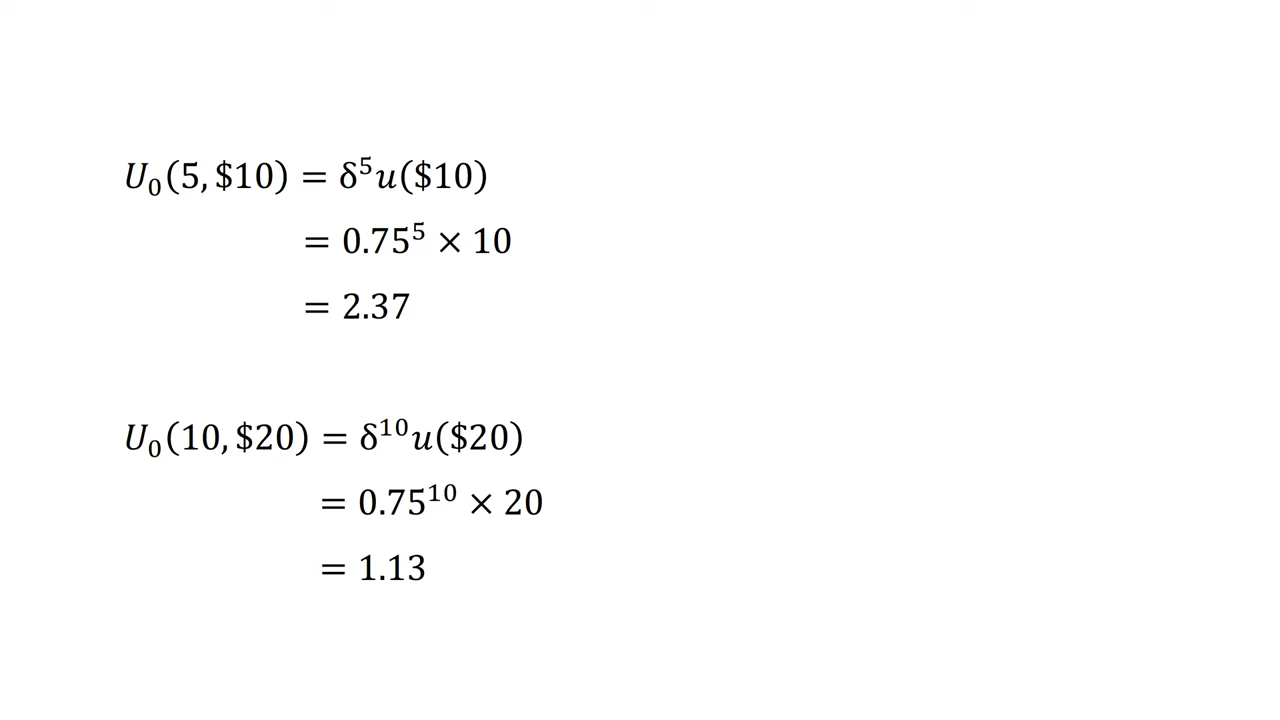 U₀(5, $10) = δ⁵u($10)
= 0.75⁵ × 10
= 2.37
U₀(10, $20) = δ¹⁰u($20)
= 0.75¹⁰ × 20
= 1.13